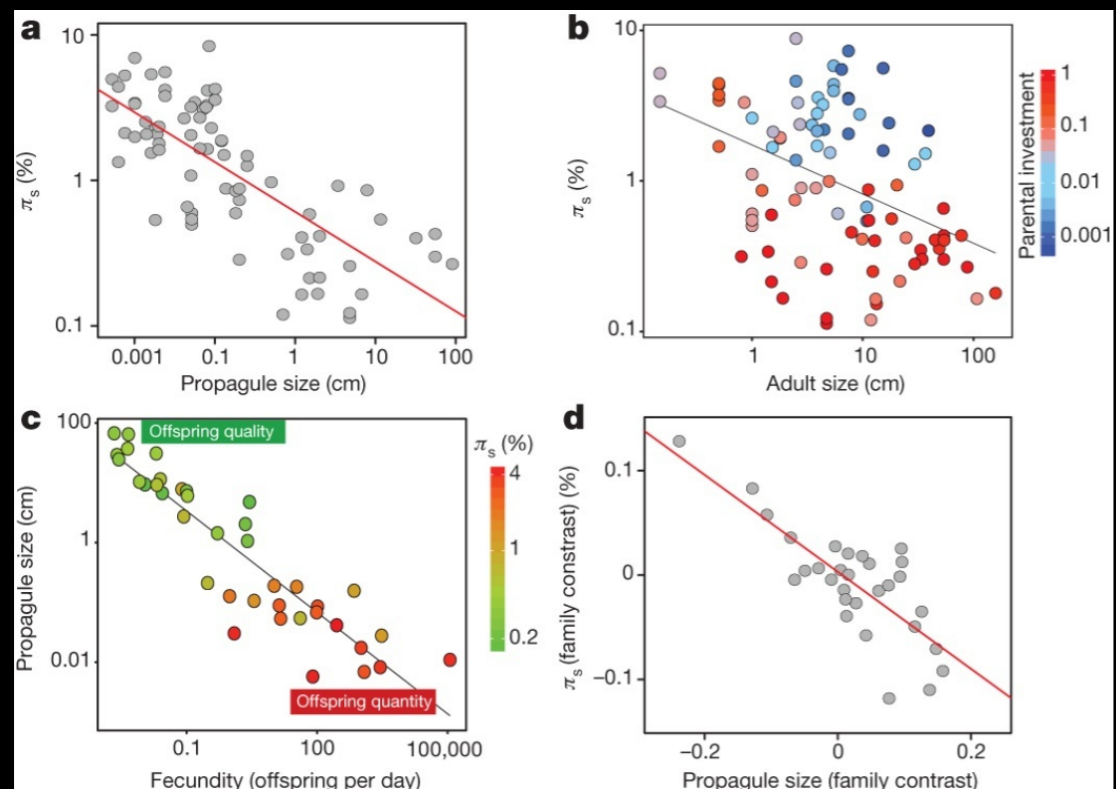 a
10
1
0.1
πs (%)
0.001
0.1
1
10
100
Propagule size (cm)
b
10
1
0.1
πs (%)
1
10
100
Adult size (cm)
1
0.1
0.01
0.001
Parental investment
c
100
1
0.01
Propagule size (cm)
Offspring quality
Offspring quantity
0.1
100
100,000
Fecundity (offspring per day)
πs (%)
4
1
0.2
d
0.1
0
−0.1
πs (family constrast) (%)
−0.2
0
0.2
Propagule size (family contrast)